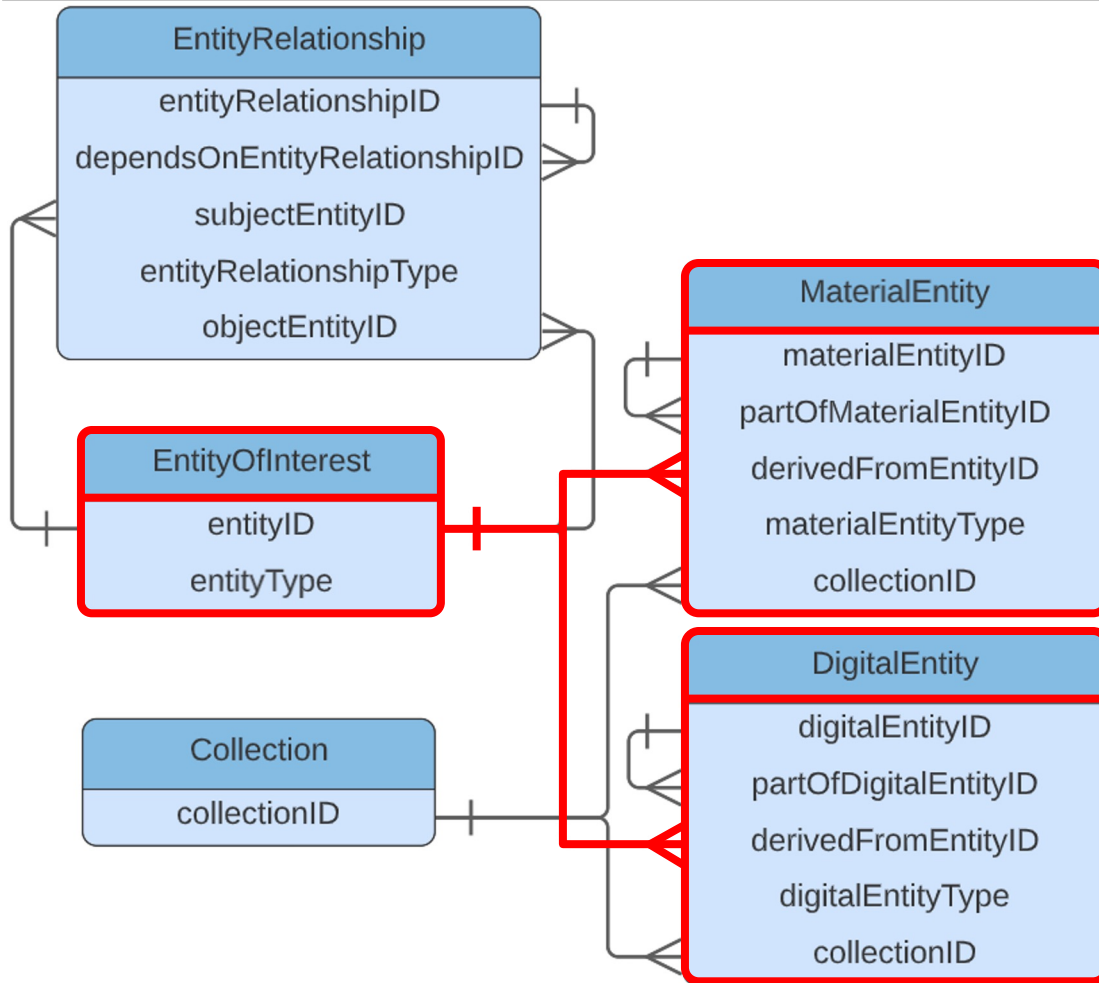 EntityRelationship
entityRelationshipID
dependsOnEntityRelationshipID
subjectEntityID
entityRelationshipType
objectEntityID
EntityOfInterest
entityID
entityType
Collection
collectionID
MaterialEntity
materialEntityID
partOfMaterialEntityID
derivedFromEntityID
materialEntityType
collectionID
DigitalEntity
digitalEntityID
partOfDigitalEntityID
derivedFromEntityID
digitalEntityType
collectionID